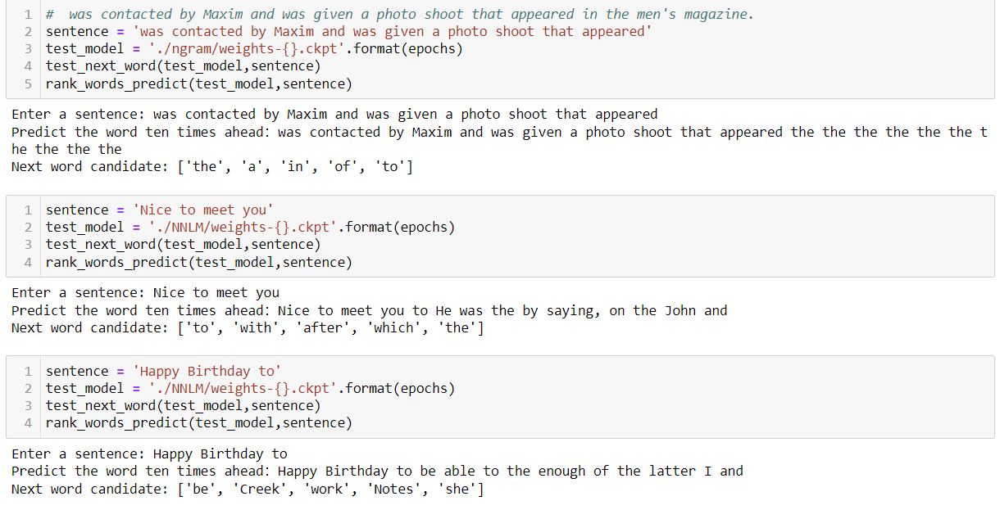 1 #  was contacted by Maxim and was given a photo shoot that appeared in the men's magazine.
2 sentence = 'was contacted by Maxim and was given a photo shoot that appeared'
3 test_model = './ngram/weights-{}.ckpt'.format(epochs)
4 test_next_word(test_model,sentence)
5 rank_words_predict(test_model,sentence)
Enter a sentence: was contacted by Maxim and was given a photo shoot that appeared
Predict the word ten times ahead: was contacted by Maxim and was given a photo shoot that appeared the the the the the the t
he the the the
Next word candidate: ['the', 'a', 'in', 'of', 'to']
1 sentence = 'Nice to meet you'
2 test_model = './NNLM/weights-{}.ckpt'.format(epochs)
3 test_next_word(test_model,sentence)
4 rank_words_predict(test_model,sentence)
Enter a sentence: Nice to meet you
Predict the word ten times ahead: Nice to meet you to He was the by saying, on the John and
Next word candidate: ['to', 'with', 'after', 'which', 'the']
1 sentence = 'Happy Birthday to'
2 test_model = './NNLM/weights-{}.ckpt'.format(epochs)
3 test_next_word(test_model,sentence)
4 rank_words_predict(test_model,sentence)
Enter a sentence: Happy Birthday to
Predict the word ten times ahead: Happy Birthday to be able to the enough of the latter I and
Next word candidate: ['be', 'Creek', 'work', 'Notes', 'she']